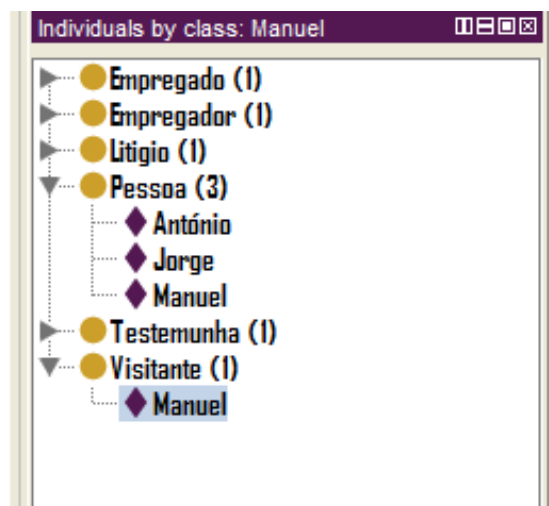 Individuals by class: Manuel
Empregado (1)
Empregador (1)
Litigio (1)
Pessoa (3)
António
Jorge
Manuel
Testemunha (1)
Visitante (1)
Manuel